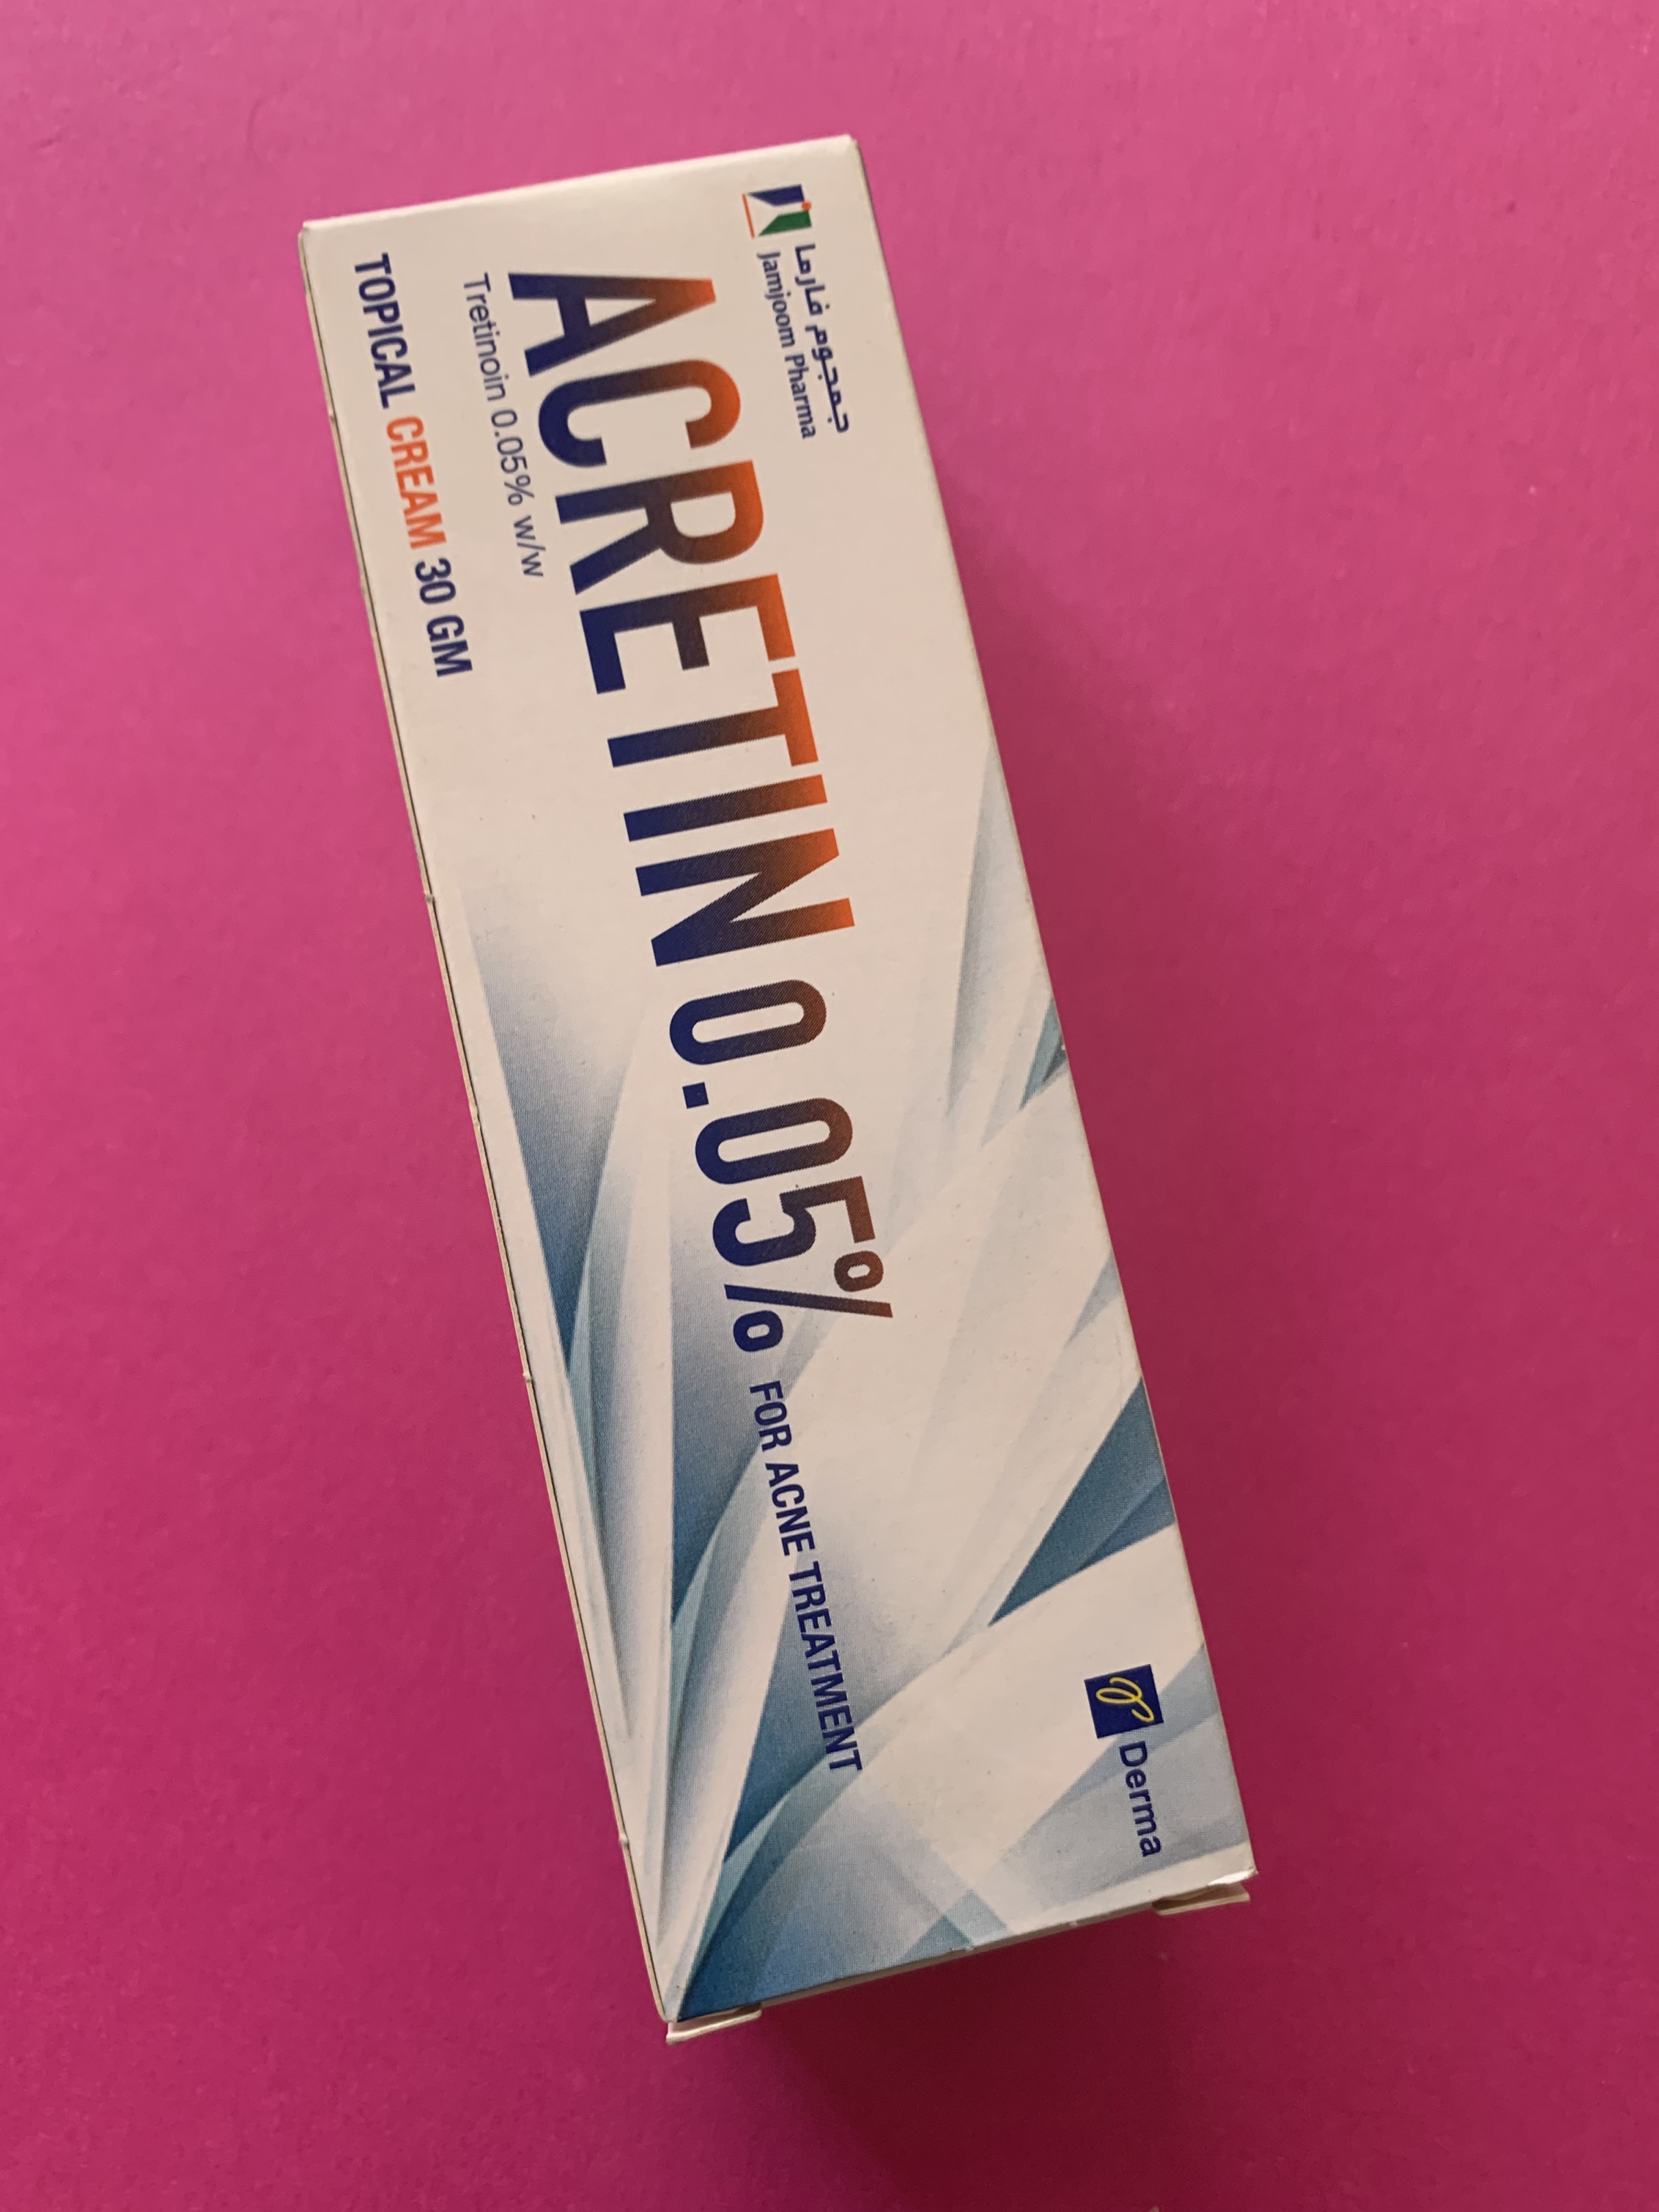 جمجوم فارما
Jamjoom Pharma
ACRETIN 0.05% FOR ACNE TREATMENT
Tretinoin 0.05% w/w
TOPICAL CREAM 30 GM
Derma